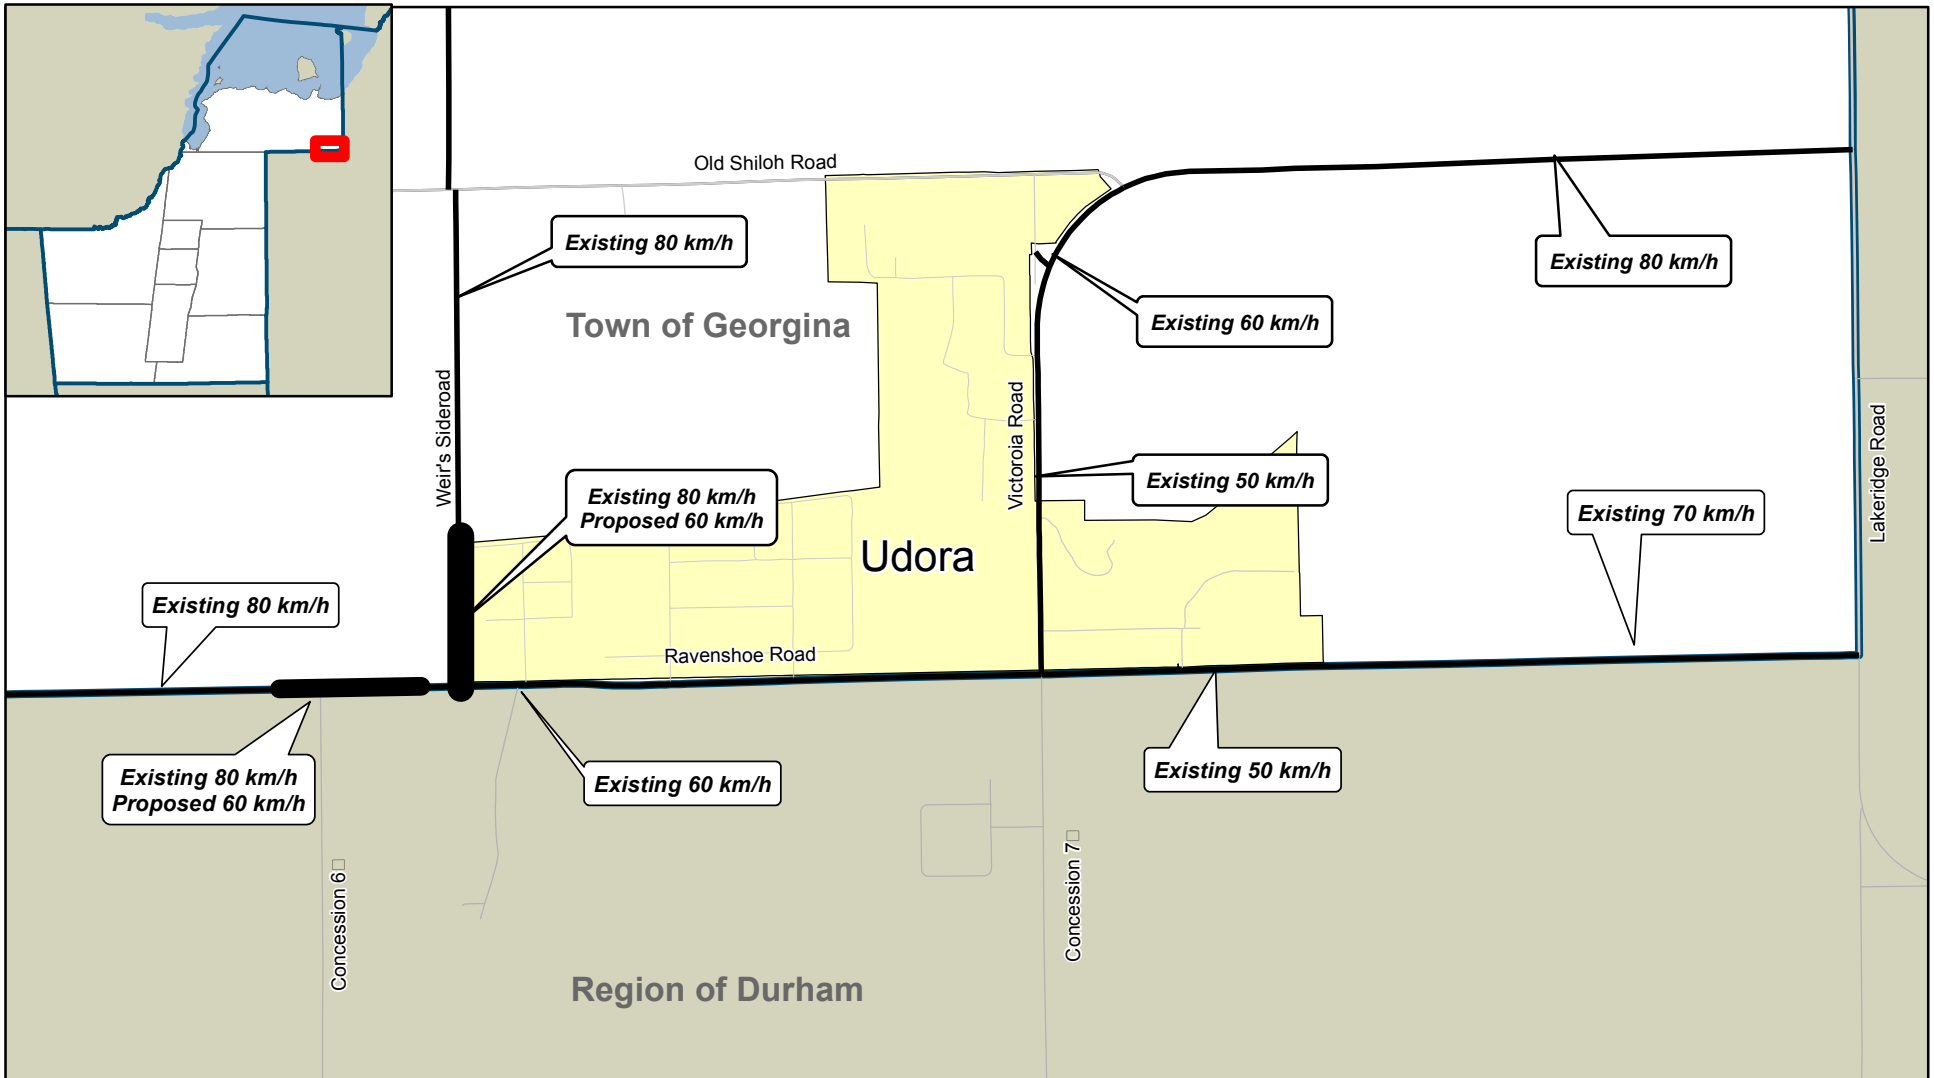 Old Shiloh Road
Existing 80 km/h
Existing 80 km/h
Town of Georgina
Existing 60 km/h
Weir's Sideroad
Victoroia Road
Lakeridge Road
Existing 80 km/h
Proposed 60 km/h
Existing 50 km/h
Existing 70 km/h
Udora
Existing 80 km/h
Ravenshoe Road
Existing 80 km/h
Proposed 60 km/h
Existing 60 km/h
Existing 50 km/h
Concession 6
Concession 7
Region of Durham